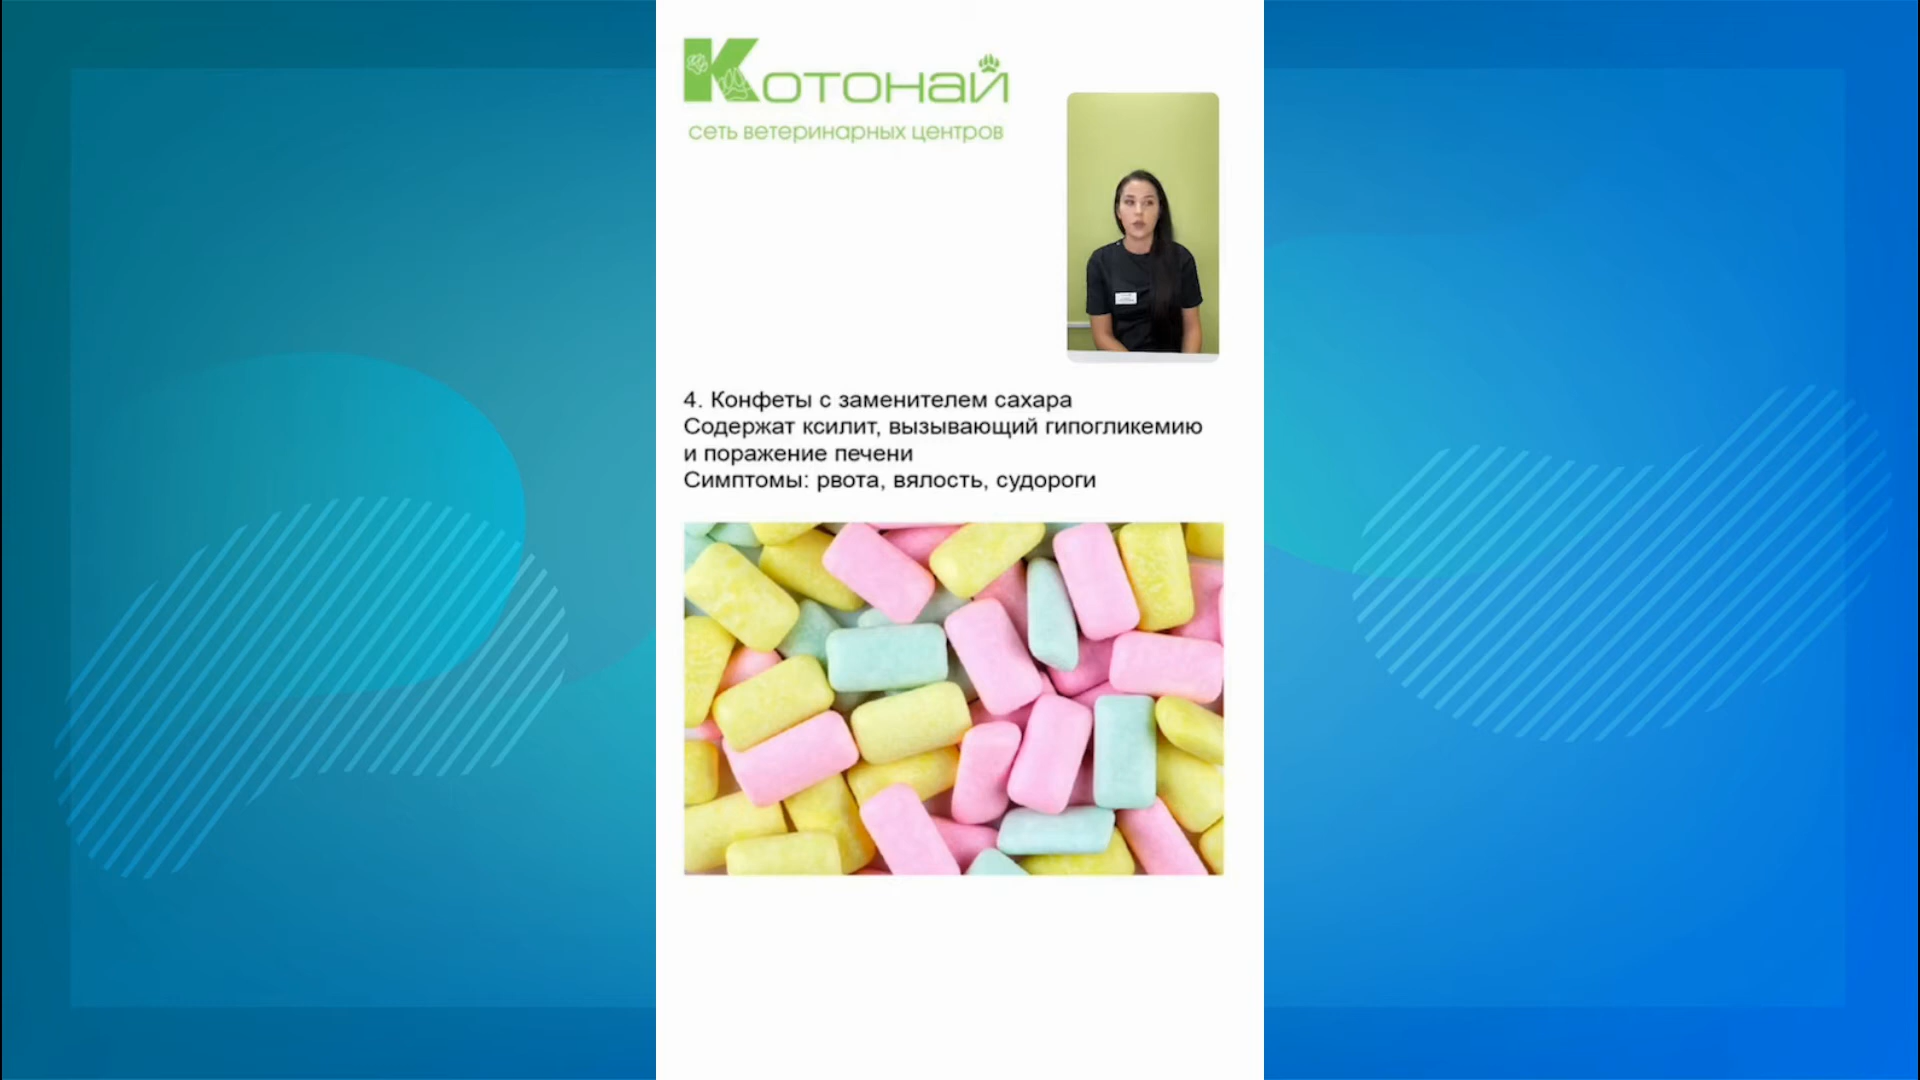 Котонай
сеть ветеринарных центров
4. Конфеты с заменителем сахара
Содержат ксилит, вызывающий гипогликемию
и поражение печени
Симптомы: рвота, вялость, судороги